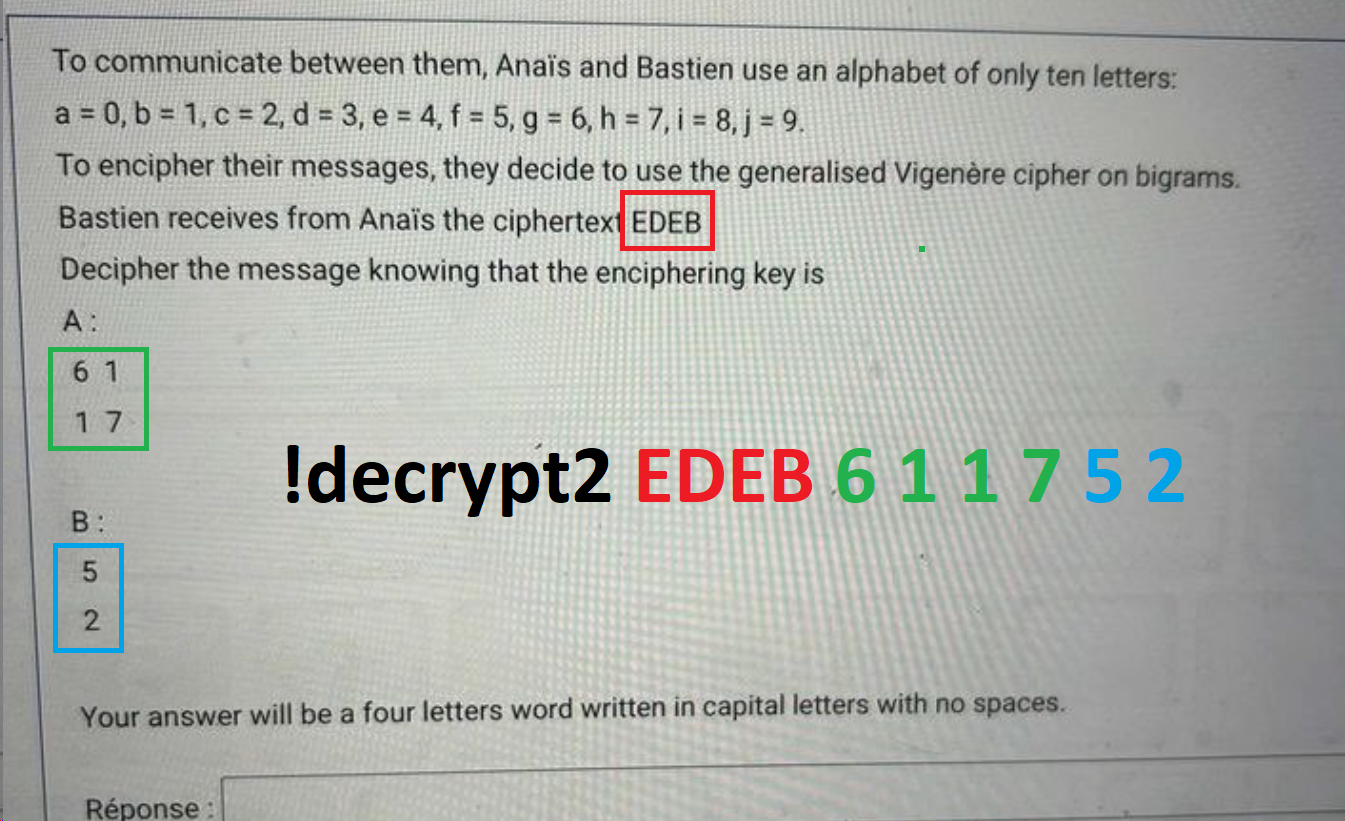 To communicate between them, Anaïs and Bastien use an alphabet of only ten letters:
a = 0, b = 1, c = 2, d = 3, e = 4, f = 5, g = 6, h = 7, i = 8, j = 9.
To encipher their messages, they decide to use the generalised Vigenère cipher on bigrams.
Bastien receives from Anaïs the ciphertext EDEB
Decipher the message knowing that the enciphering key is
A :
6 1
1 7
!decrypt2 EDEB 6 1 1 7 5 2
B :
5
2
Your answer will be a four letters word written in capital letters with no spaces.
Réponse :